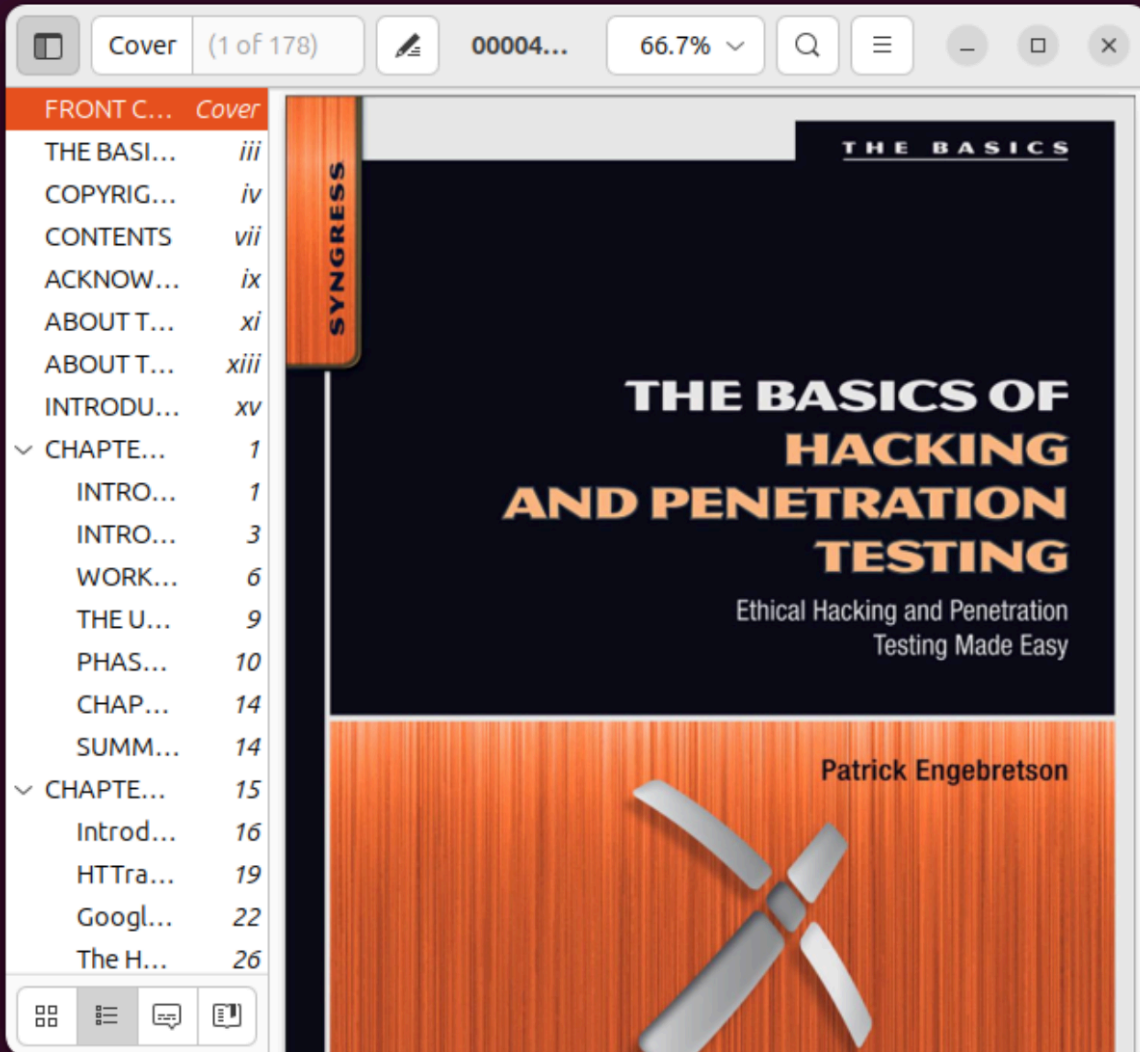 Cover (1 of 178) 00004... 66.7%
FRONT C... Cover
THE BASI... iii
COPYRIG... iv
CONTENTS vii
ACKNOW... ix
ABOUT T... xi
ABOUT T... xiii
INTRODU... xv
CHAPTE... 1
INTRO... 1
INTRO... 3
WORK... 6
THE U... 9
PHAS... 10
CHAP... 14
SUMM... 14
CHAPTE... 15
Introd... 16
HTTra... 19
Googl... 22
The H... 26
SYNGRESS
THE BASICS
THE BASICS OF
HACKING
AND PENETRATION
TESTING
Ethical Hacking and Penetration
Testing Made Easy
Patrick Engebretson